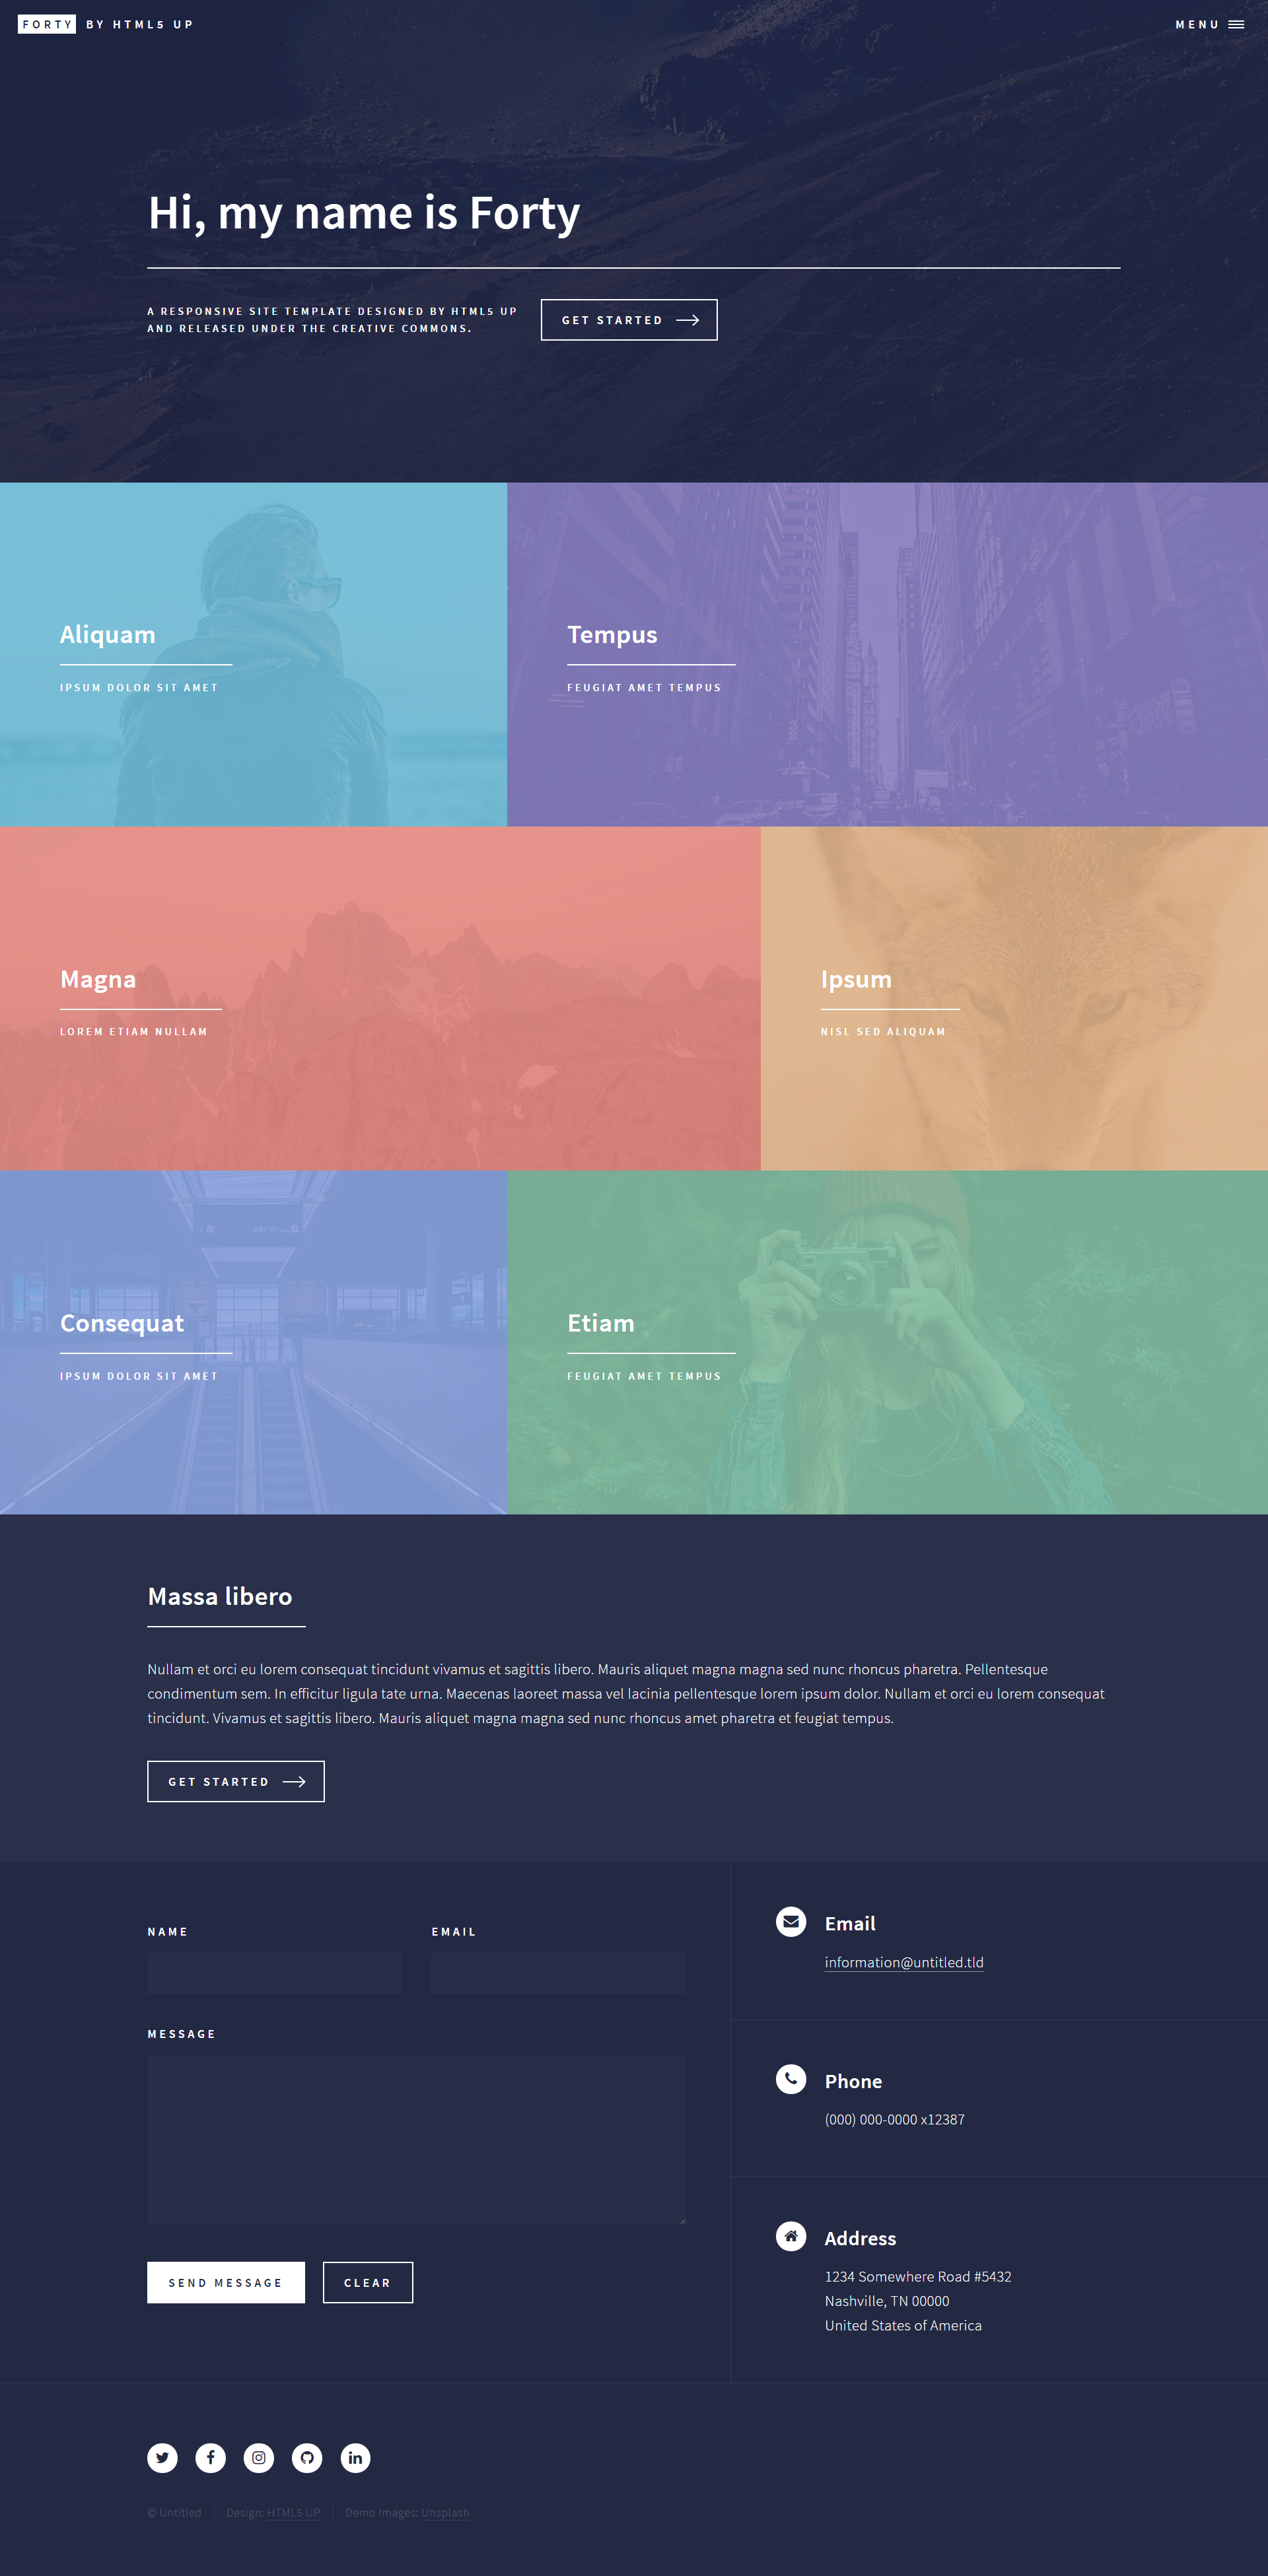 FORTY BY HTML5 UP
MENU
Hi, my name is Forty
A RESPONSIVE SITE TEMPLATE DESIGNED BY HTML5 UP
AND RELEASED UNDER THE CREATIVE COMMONS.
GET STARTED
Aliquam
IPSUM DOLOR SIT AMET
Tempus
FEUGIAT AMET TEMPUS
Magna
LOREM ETIAM NULLAM
Ipsum
NISL SED ALIQUAM
Consequat
IPSUM DOLOR SIT AMET
Etiam
FEUGIAT AMET TEMPUS
Massa libero
Nullam et orci eu lorem consequat tincidunt vivamus et sagittis libero. Mauris aliquet magna magna sed nunc rhoncus pharetra. Pellentesque
condimentum sem. In efficitur ligula tate urna. Maecenas laoreet massa vel lacinia pellentesque lorem ipsum dolor. Nullam et orci eu lorem consequat
tincidunt. Vivamus et sagittis libero. Mauris aliquet magna magna sed nunc rhoncus amet pharetra et feugiat tempus.
GET STARTED
NAME
EMAIL
MESSAGE
SEND MESSAGE
CLEAR
Email
information@untitled.tld
Phone
(000) 000-0000 x12387
Address
1234 Somewhere Road #5432
Nashville, TN 00000
United States of America
© Untitled | Design: HTML5 UP | Demo Images: Unsplash